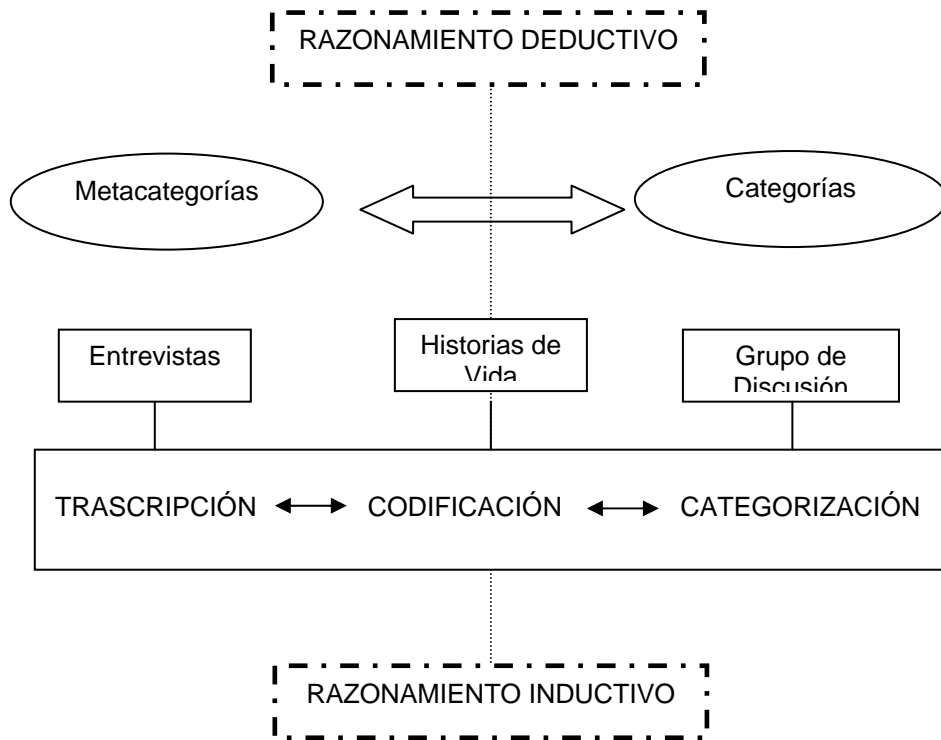 RAZONAMIENTO DEDUCTIVO
Metacategorías
Categorías
Entrevistas
Historias de
Vida
Grupo de
Discusión
TRASCRIPCIÓN
CODIFICACIÓN
CATEGORIZACIÓN
RAZONAMIENTO INDUCTIVO